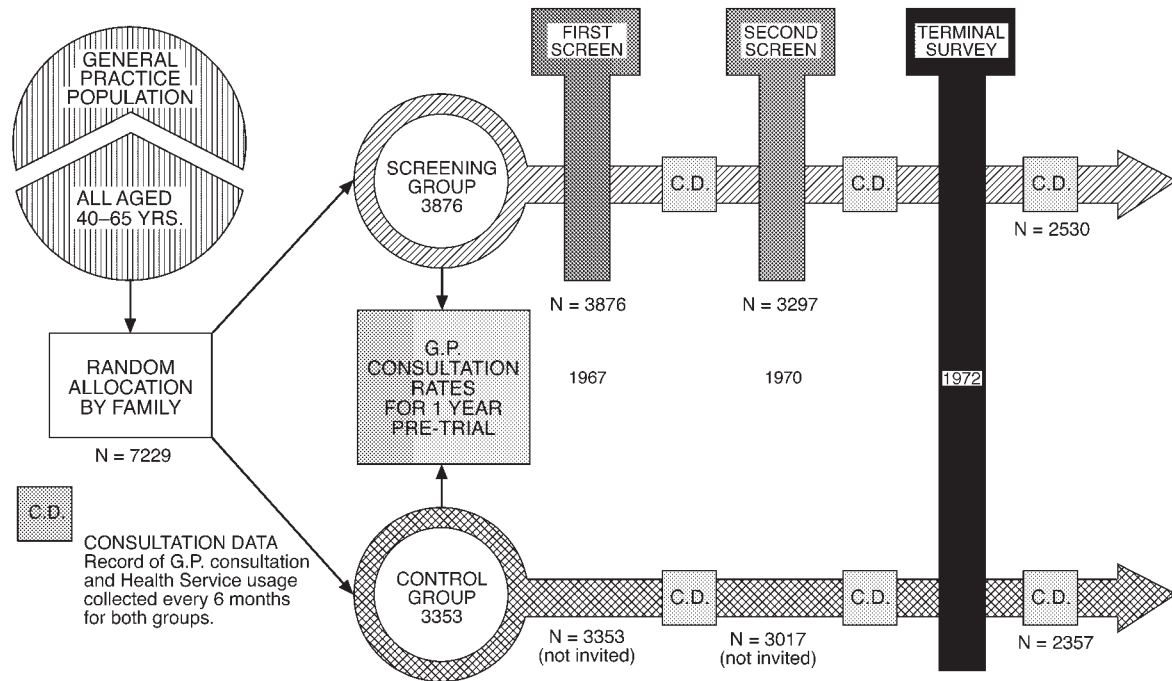 GENERAL
PRACTICE
POPULATION
ALL AGED
40–65 YRS.
RANDOM
ALLOCATION
BY FAMILY
N = 7229
C.D.
CONSULTATION DATA
Record of G.P. consultation
and Health Service usage
collected every 6 months
for both groups.
SCREENING
GROUP
3876
G.P.
CONSULTATION
RATES
FOR 1 YEAR
PRE-TRIAL
CONTROL
GROUP
3353
FIRST
SCREEN
SECOND
SCREEN
TERMINAL
SURVEY
C.D.
C.D.
C.D.
N = 2530
N = 3876
N = 3297
1967
1970
1972
C.D.
C.D.
C.D.
N = 3353
(not invited)
N = 3017
(not invited)
N = 2357